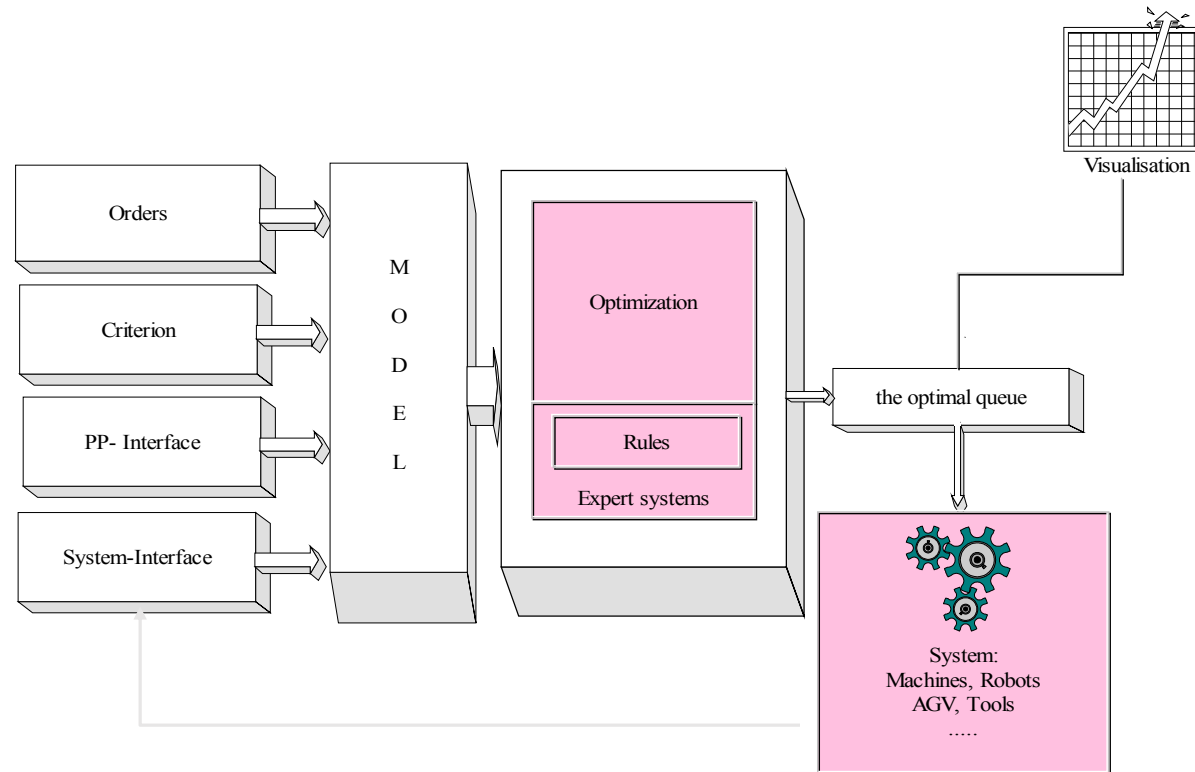 Visualisation
Orders
Criterion
PP- Interface
System-Interface
M
O
D
E
L
Optimization
Rules
Expert systems
the optimal queue
System:
Machines, Robots
AGV, Tools
.....